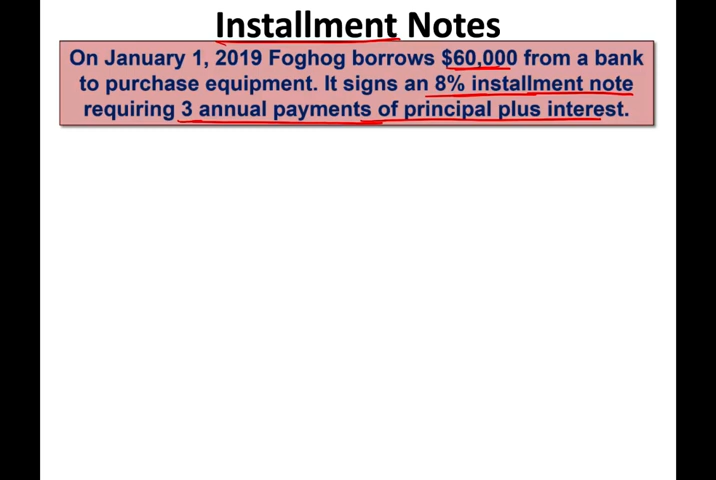 Installment Notes
On January 1, 2019 Foghog borrows $60,000 from a bank
to purchase equipment. It signs an 8% installment note
requiring 3 annual payments of principal plus interest.